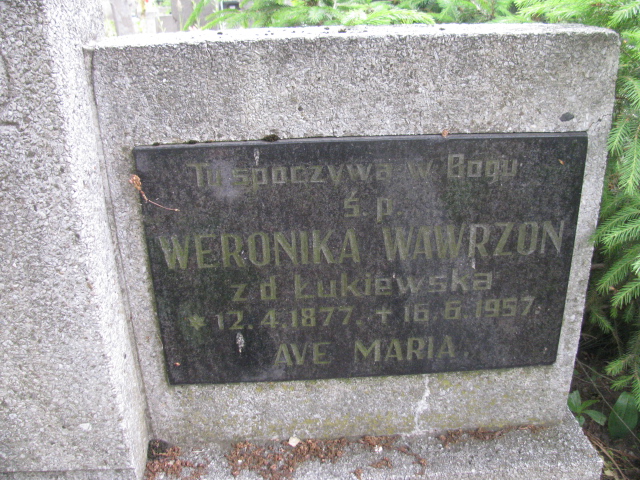 Tu spoczywa w Bogu
ś. p.
WERONIKA WAWRZON
z d. Łukiewska
* 12.4.1877. + 16.6.1957.
AVE MARIA